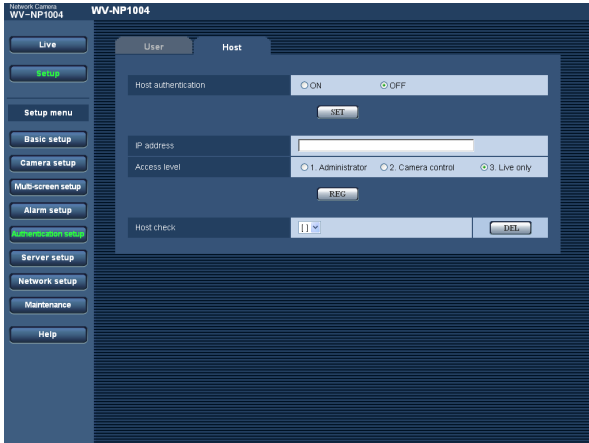 Network Camera
WV-NP1004
WV-NP1004
Live
Setup
Setup menu
Basic setup
Camera setup
Multi-screen setup
Alarm setup
Authentication setup
Server setup
Network setup
Maintenance
Help
User Host
Host authentication ON OFF
SET
IP address
Access level 1. Administrator 2. Camera control 3. Live only
REG
Host check [ ] DEL